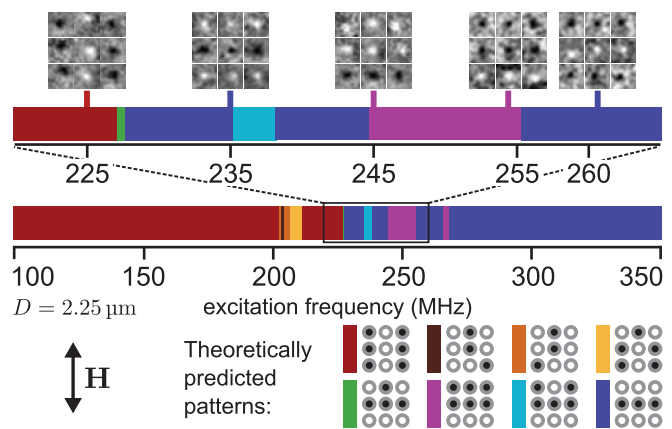 225 235 245 255 260
100 150 200 250 300 350
D = 2.25 μm excitation frequency (MHz)
Theoretically
H predicted
patterns: